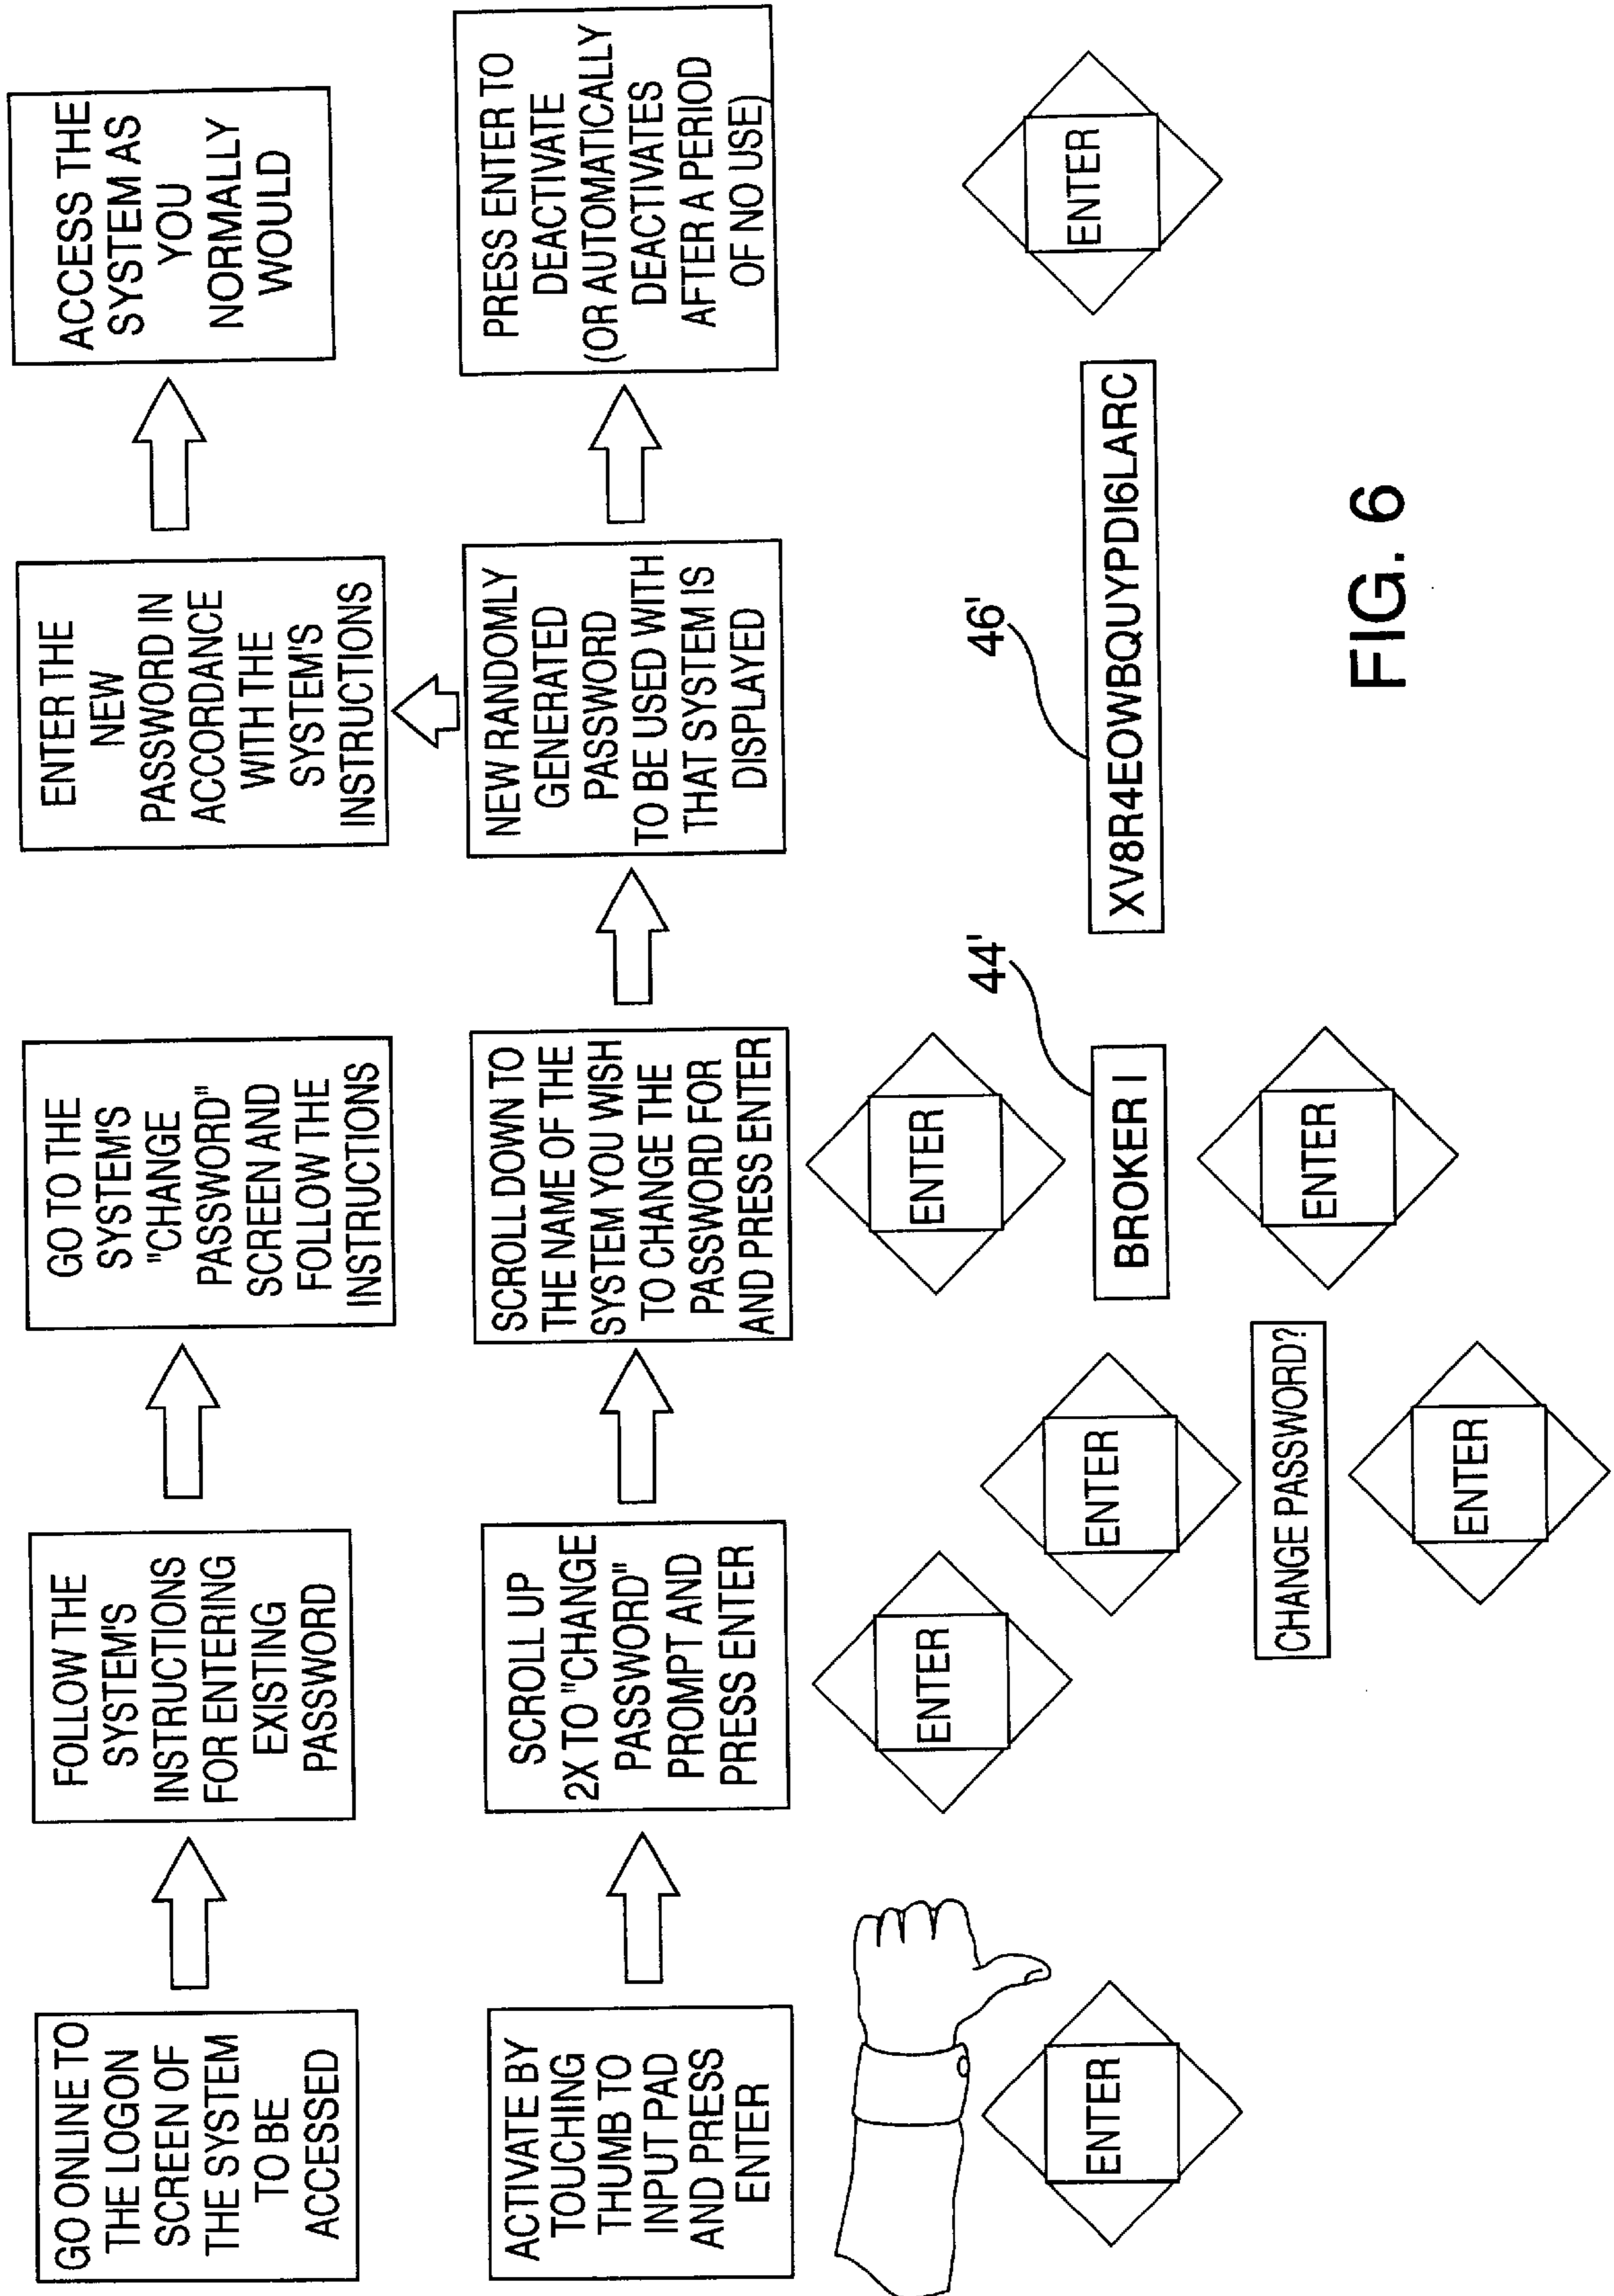 GO ONLINE TO
THE LOGON
SCREEN OF
THE SYSTEM
TO BE
ACCESSED
FOLLOW THE
SYSTEM'S
INSTRUCTIONS
FOR ENTERING
EXISTING
PASSWORD
GO TO THE
SYSTEM'S
"CHANGE
PASSWORD"
SCREEN AND
FOLLOW THE
INSTRUCTIONS
ENTER THE
NEW
PASSWORD IN
ACCORDANCE
WITH THE
SYSTEM'S
INSTRUCTIONS
ACCESS THE
SYSTEM AS
YOU
NORMALLY
WOULD
ACTIVATE BY
TOUCHING
THUMB TO
INPUT PAD
AND PRESS
ENTER
SCROLL UP
2X TO "CHANGE
PASSWORD"
PROMPT AND
PRESS ENTER
SCROLL DOWN TO
THE NAME OF THE
SYSTEM YOU WISH
TO CHANGE THE
PASSWORD FOR
AND PRESS ENTER
NEW RANDOMLY
GENERATED
PASSWORD
TO BE USED WITH
THAT SYSTEM IS
DISPLAYED
PRESS ENTER TO
DEACTIVATE
(OR AUTOMATICALLY
DEACTIVATES
AFTER A PERIOD
OF NO USE)
ENTER
ENTER
ENTER
CHANGE PASSWORD?
ENTER
ENTER
44'
BROKER I
ENTER
46'
XV8R4EOWBQUYPDI6LARC
ENTER
FIG. 6